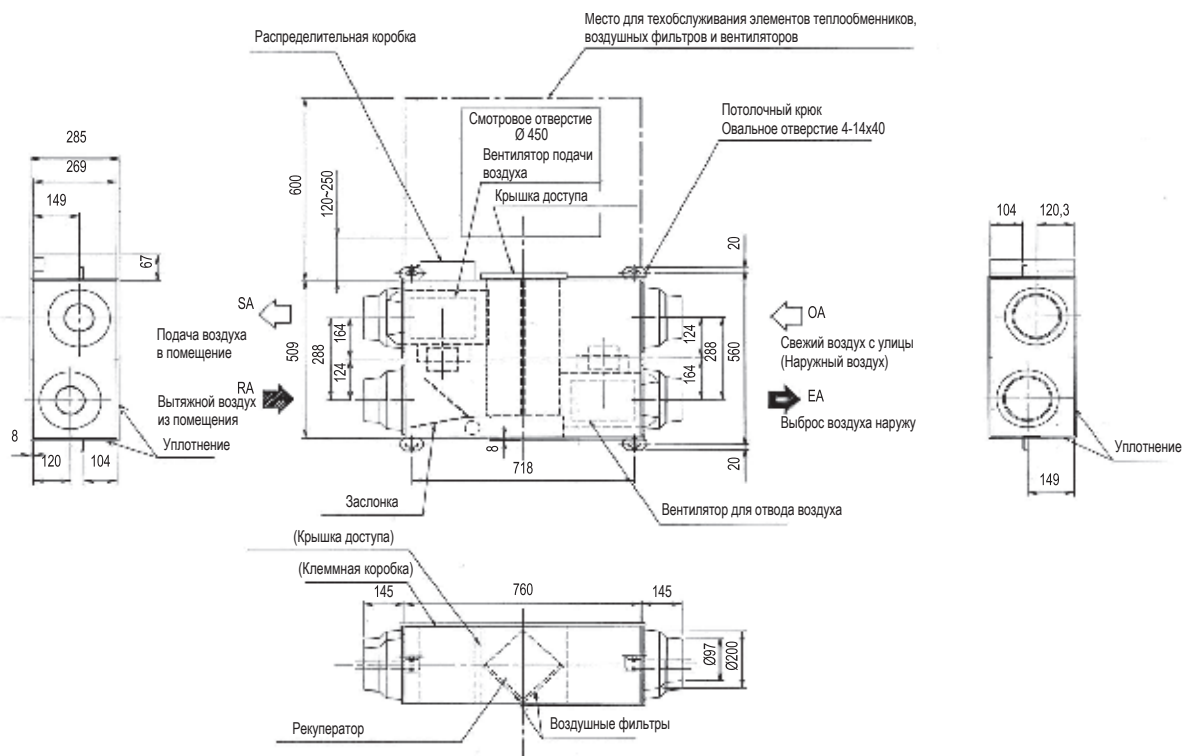 Место для техобслуживания элементов теплообменников,
воздушных фильтров и вентиляторов
Распределительная коробка
Потолочный крюк
Овальное отверстие 4-14x40
Смотровое отверстие
Ø 450
Вентилятор подачи
воздуха
Крышка доступа
285
269
149
67
600
120~250
20
104
120,3
SA
Подача воздуха
в помещение
RA
Вытяжной воздух
из помещения
Уплотнение
8
120
104
509
288
164
124
124
164
288
560
20
8
718
OA
Свежий воздух с улицы
(Наружный воздух)
EA
Выброс воздуха наружу
Уплотнение
149
Заслонка
Вентилятор для отвода воздуха
(Крышка доступа)
(Клеммная коробка)
145
760
145
Ø97
Ø200
Рекуператор
Воздушные фильтры